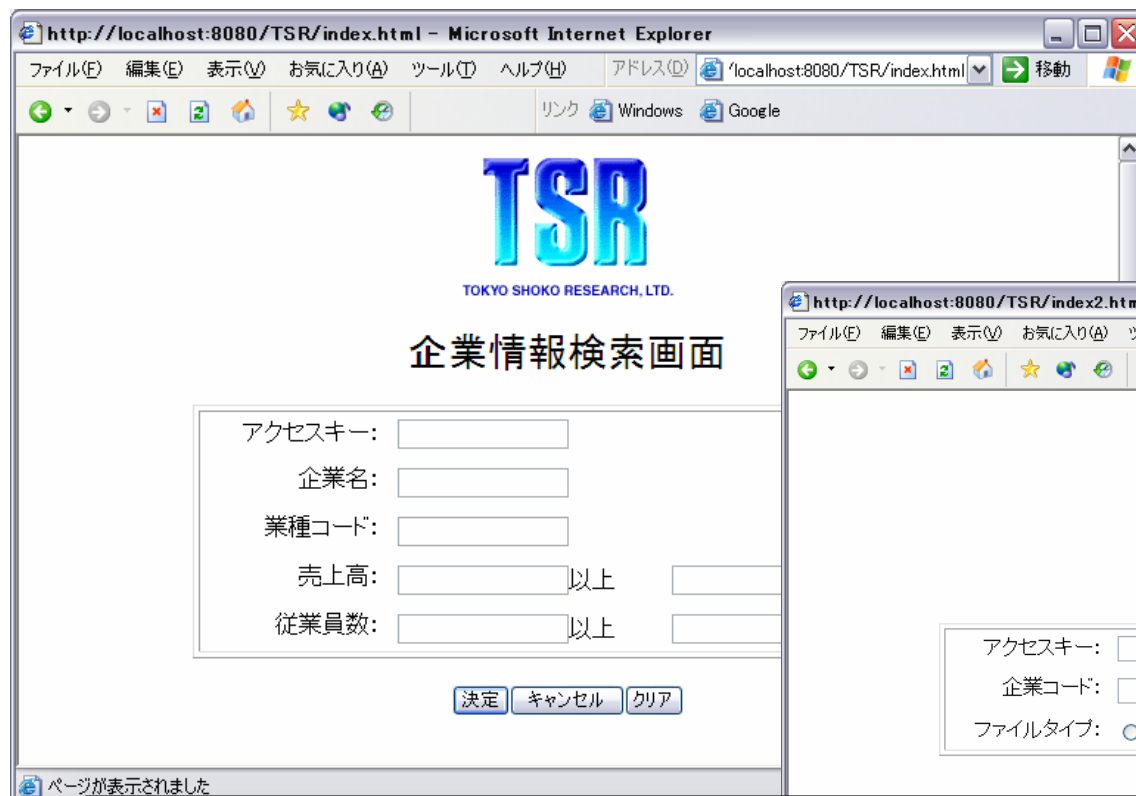 http://localhost:8080/TSR/index.html - Microsoft Internet Explorer
ファイル(F) 編集(E) 表示(V) お気に入り(A) ツール(T) ヘルプ(H) アドレス(D) localhost:8080/TSR/index.html 移動
リンク Windows Google
TSR
TOKYO SHOKO RESEARCH, LTD.
企業情報検索画面
アクセスキー:
企業名:
業種コード:
売上高: 以上
従業員数: 以上
決定 キャンセル クリア
ページが表示されました
http://localhost:8080/TSR/index2.htm
ファイル(F) 編集(E) 表示(V) お気に入り(A)
アクセスキー:
企業コード:
ファイルタイプ: